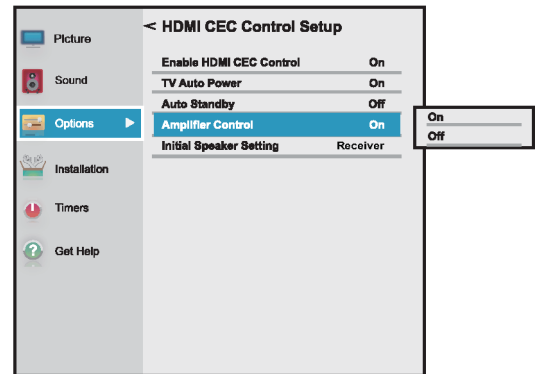 < HDMI CEC Control Setup
Picture
Sound
Options
Installation
Timers
Get Help
Enable HDMI CEC Control On
TV Auto Power On
Auto Standby Off
Amplifier Control On
Initial Speaker Setting Receiver
On
Off